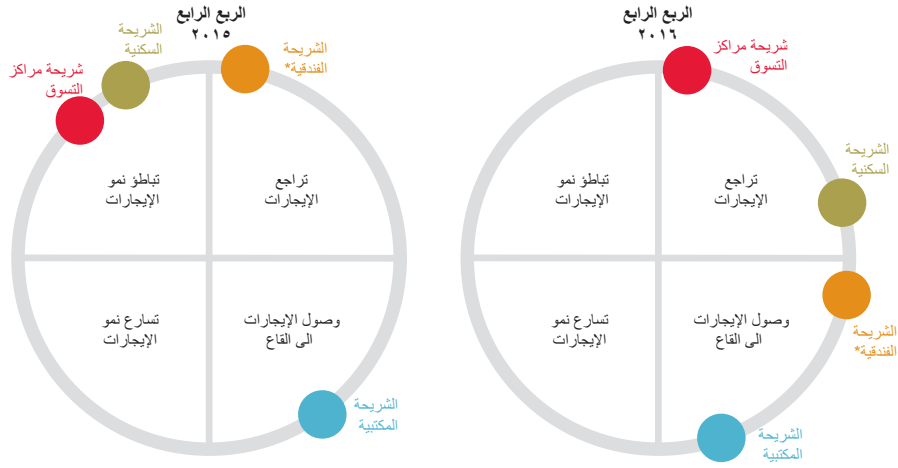 الربع الرابع
٢٠١٥
الشريحة
السكنية
الشريحة
الفندقية*
شريحة مراكز
التسوق
تباطؤ نمو
الإيجارات
تراجع
الإيجارات
تسارع نمو
الإيجارات
وصول الإيجارات
الى القاع
الشريحة
المكتبية
الربع الرابع
٢٠١٦
شريحة مراكز
التسوق
الشريحة
السكنية
تباطؤ نمو
الإيجارات
تراجع
الإيجارات
تسارع نمو
الإيجارات
وصول الإيجارات
الى القاع
الشريحة
الفندقية*
الشريحة
المكتبية